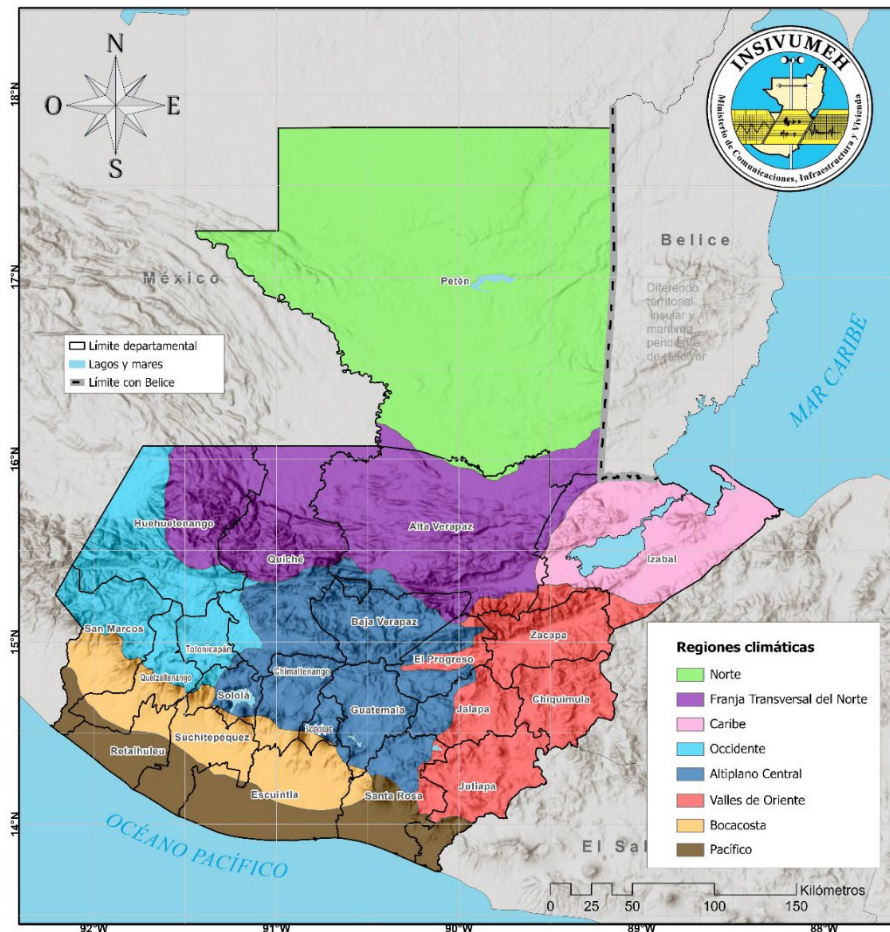 N
O
E
S
INSIVUMEH
Ministerio de Comunicaciones, Infraestructura y Vivienda
18°N
17°N
16°N
15°N
14°N
México
Belice
Diferendo
territorial
insular y
marítimo
pendiente
de resolver
MAR CARIBE
Petén
Límite departamental
Lagos y mares
Límite con Belice
Huehuetenango
Quiché
Alta Verapaz
Izabal
San Marcos
Totonicapán
Quetzaltenango
Baja Verapaz
El Progreso
Zacapa
Chimaltenango
Sololá
Guatemala
Jalapa
Chiquimula
Suchitepéquez
Retalhuleu
Escuintla
Santa Rosa
Jutiapa
OCÉANO PACÍFICO
El Sal
Regiones climáticas
Norte
Franja Transversal del Norte
Caribe
Occidente
Altiplano Central
Valles de Oriente
Bocacosta
Pacífico
Kilómetros
0 25 50 100 150
92°W
91°W
90°W
89°W
88°W